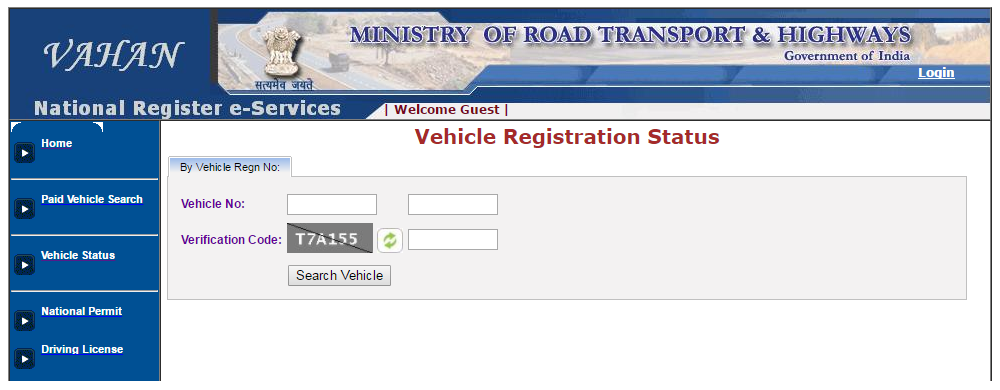 VAHAN
MINISTRY OF ROAD TRANSPORT & HIGHWAYS
Government of India
सत्यमेव जयते
Login
National Register e-Services
| Welcome Guest |
Home
Paid Vehicle Search
Vehicle Status
National Permit
Driving License
Vehicle Registration Status
By Vehicle Regn No:
Vehicle No:
Verification Code: T7A155
Search Vehicle